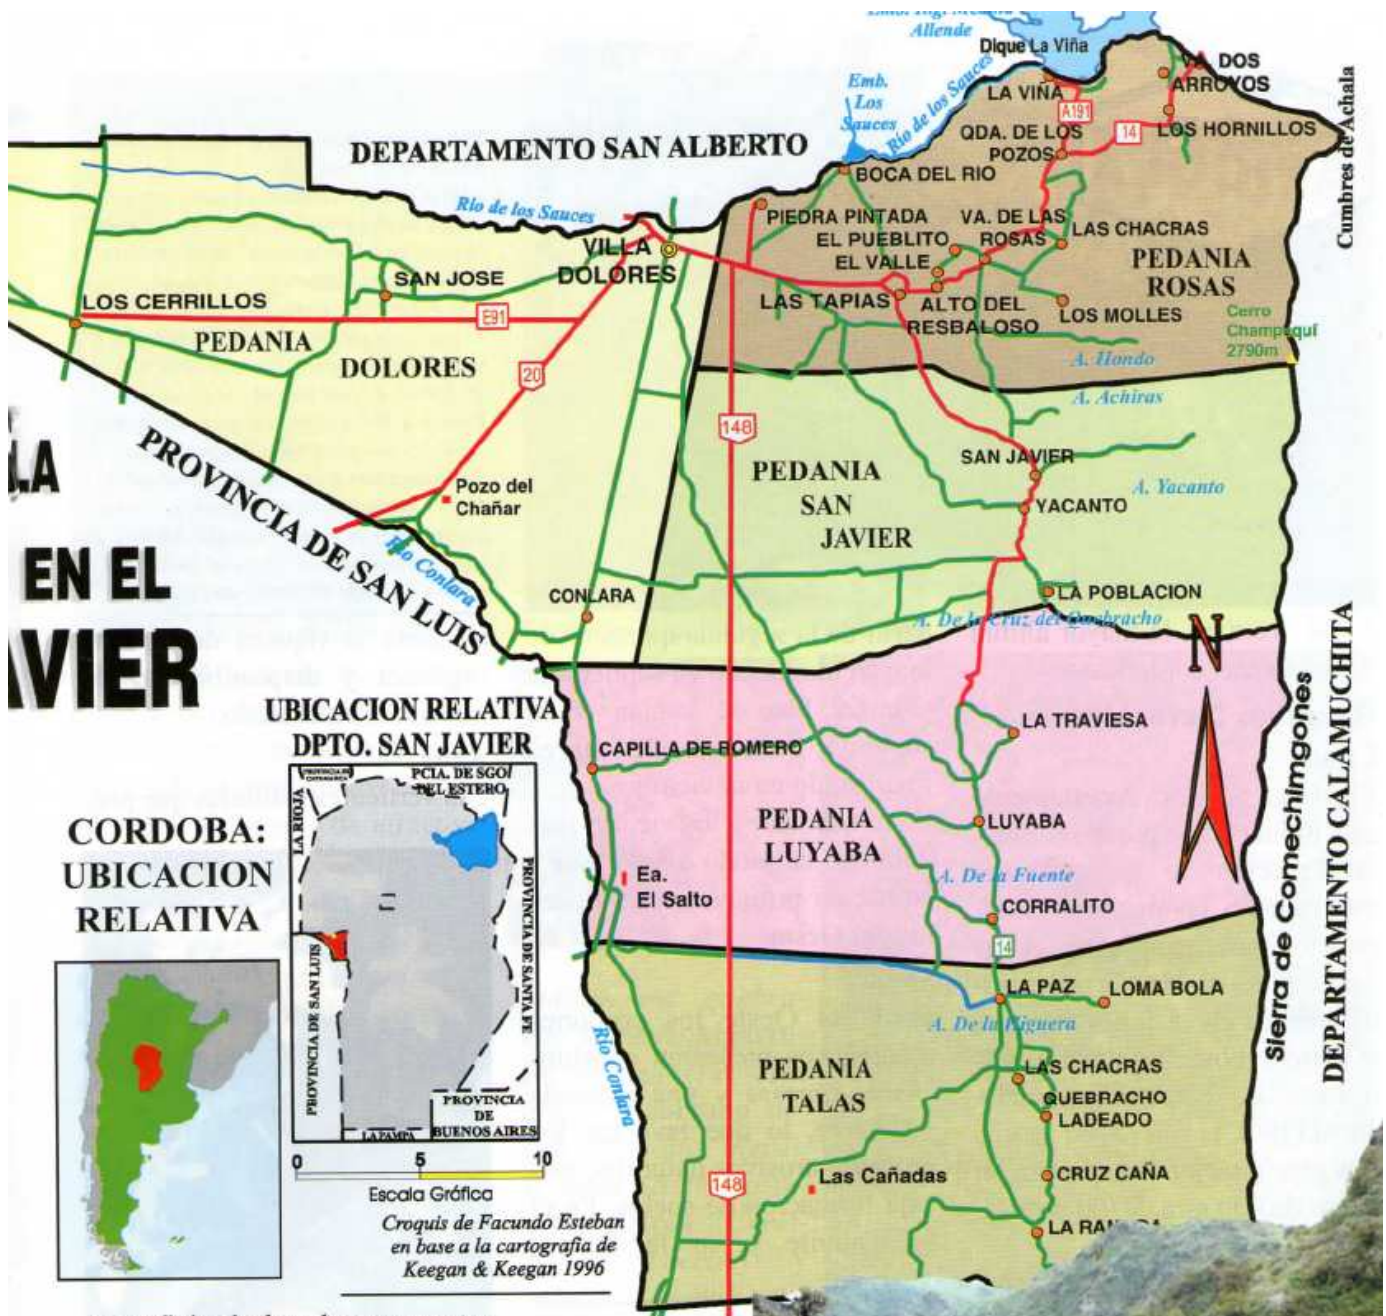 Allende
Dique La Viña
VA. DOS
ARROYOS
LA VIÑA
Emb.
Los
Sauces
Rio de los Sauces
A191
14
QDA. DE LOS
POZOS
LOS HORNILLOS
Cumbres de Achala
DEPARTAMENTO SAN ALBERTO
BOCA DEL RIO
Rio de los Sauces
PIEDRA PINTADA
VA. DE LAS
ROSAS
LAS CHACRAS
EL PUEBLITO
EL VALLE
VILLA
DOLORES
PEDANIA
ROSAS
SAN JOSE
LOS CERRILLOS
LAS TAPIAS
ALTO DEL
RESBALOSO
LOS MOLLES
Cerro
Champaquí
2790m
E91
PEDANIA
DOLORES
A. Hondo
20
A. Achiras
148
LA
PROVINCIA DE SAN LUIS
PEDANIA
SAN
JAVIER
SAN JAVIER
A. Yacanto
Pozo del
Chañar
YACANTO
Rio Conlara
EN EL
AVIER
CONLARA
LA POBLACION
A. De la Cruz del Quebracho
N
DEPARTAMENTO CALAMUCHITA
Sierra de Comechimgones
UBICACION RELATIVA
DPTO. SAN JAVIER
LA TRAVIESA
CAPILLA DE ROMERO
PCIA. DE SGO
DEL ESTERO
LA RIOJA
PROVINCIA DE SANTA FE
PROVINCIA DE SAN LUIS
PROVINCIA
DE
BUENOS AIRES
LA PAMPA
CORDOBA:
UBICACION
RELATIVA
PEDANIA
LUYABA
LUYABA
A. De la Fuente
Ea.
El Salto
CORRALITO
14
LA PAZ
LOMA BOLA
A. De la Higuera
Rio Conlara
PEDANIA
TALAS
LAS CHACRAS
QUEBRACHO
LADEADO
148
Las Cañadas
CRUZ CAÑA
0 5 10
Escala Gráfica
Croquis de Facundo Esteban
en base a la cartografía de
Keegan & Keegan 1996